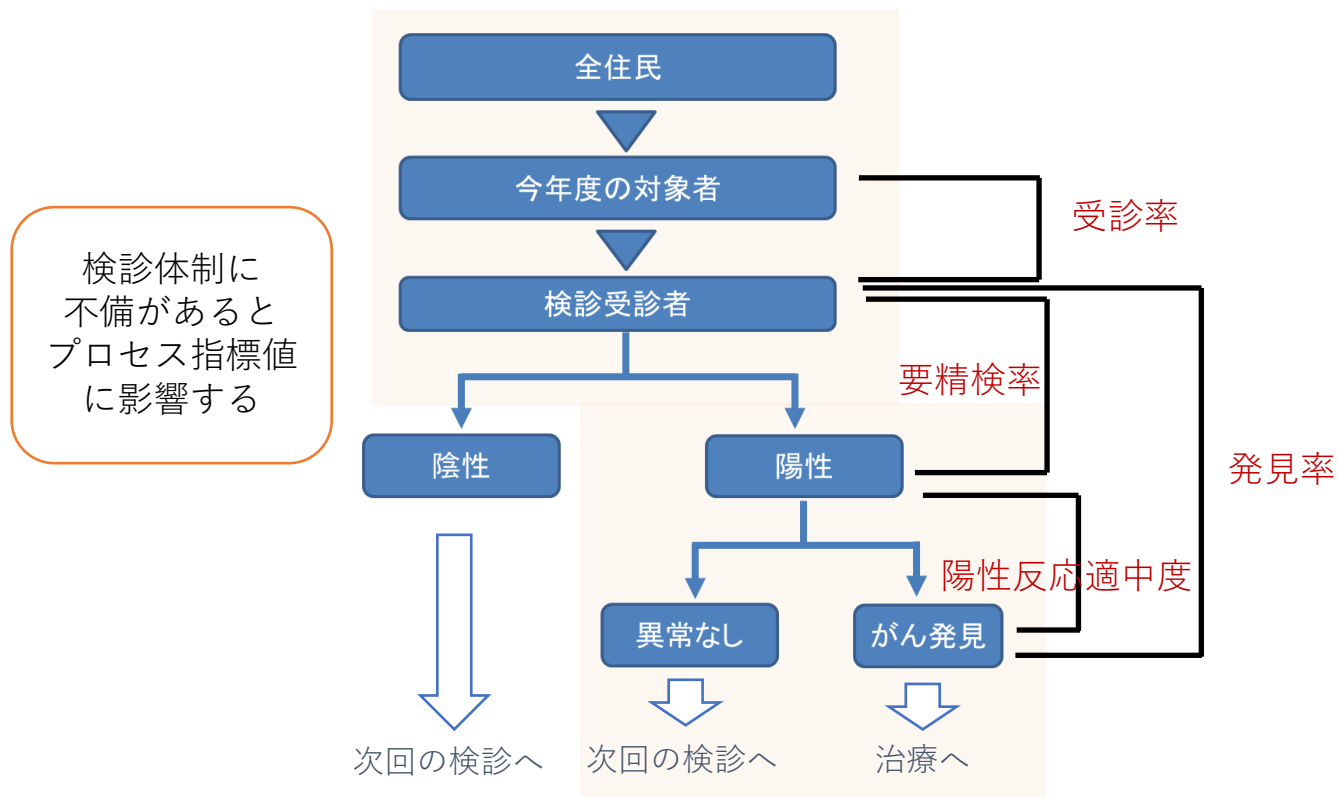 全住民
今年度の対象者
受診率
検診体制に
不備があると
プロセス指標値
に影響する
検診受診者
要精検率
陰性
陽性
発見率
陽性反応適中度
異常なし
がん発見
次回の検診へ
次回の検診へ
治療へ